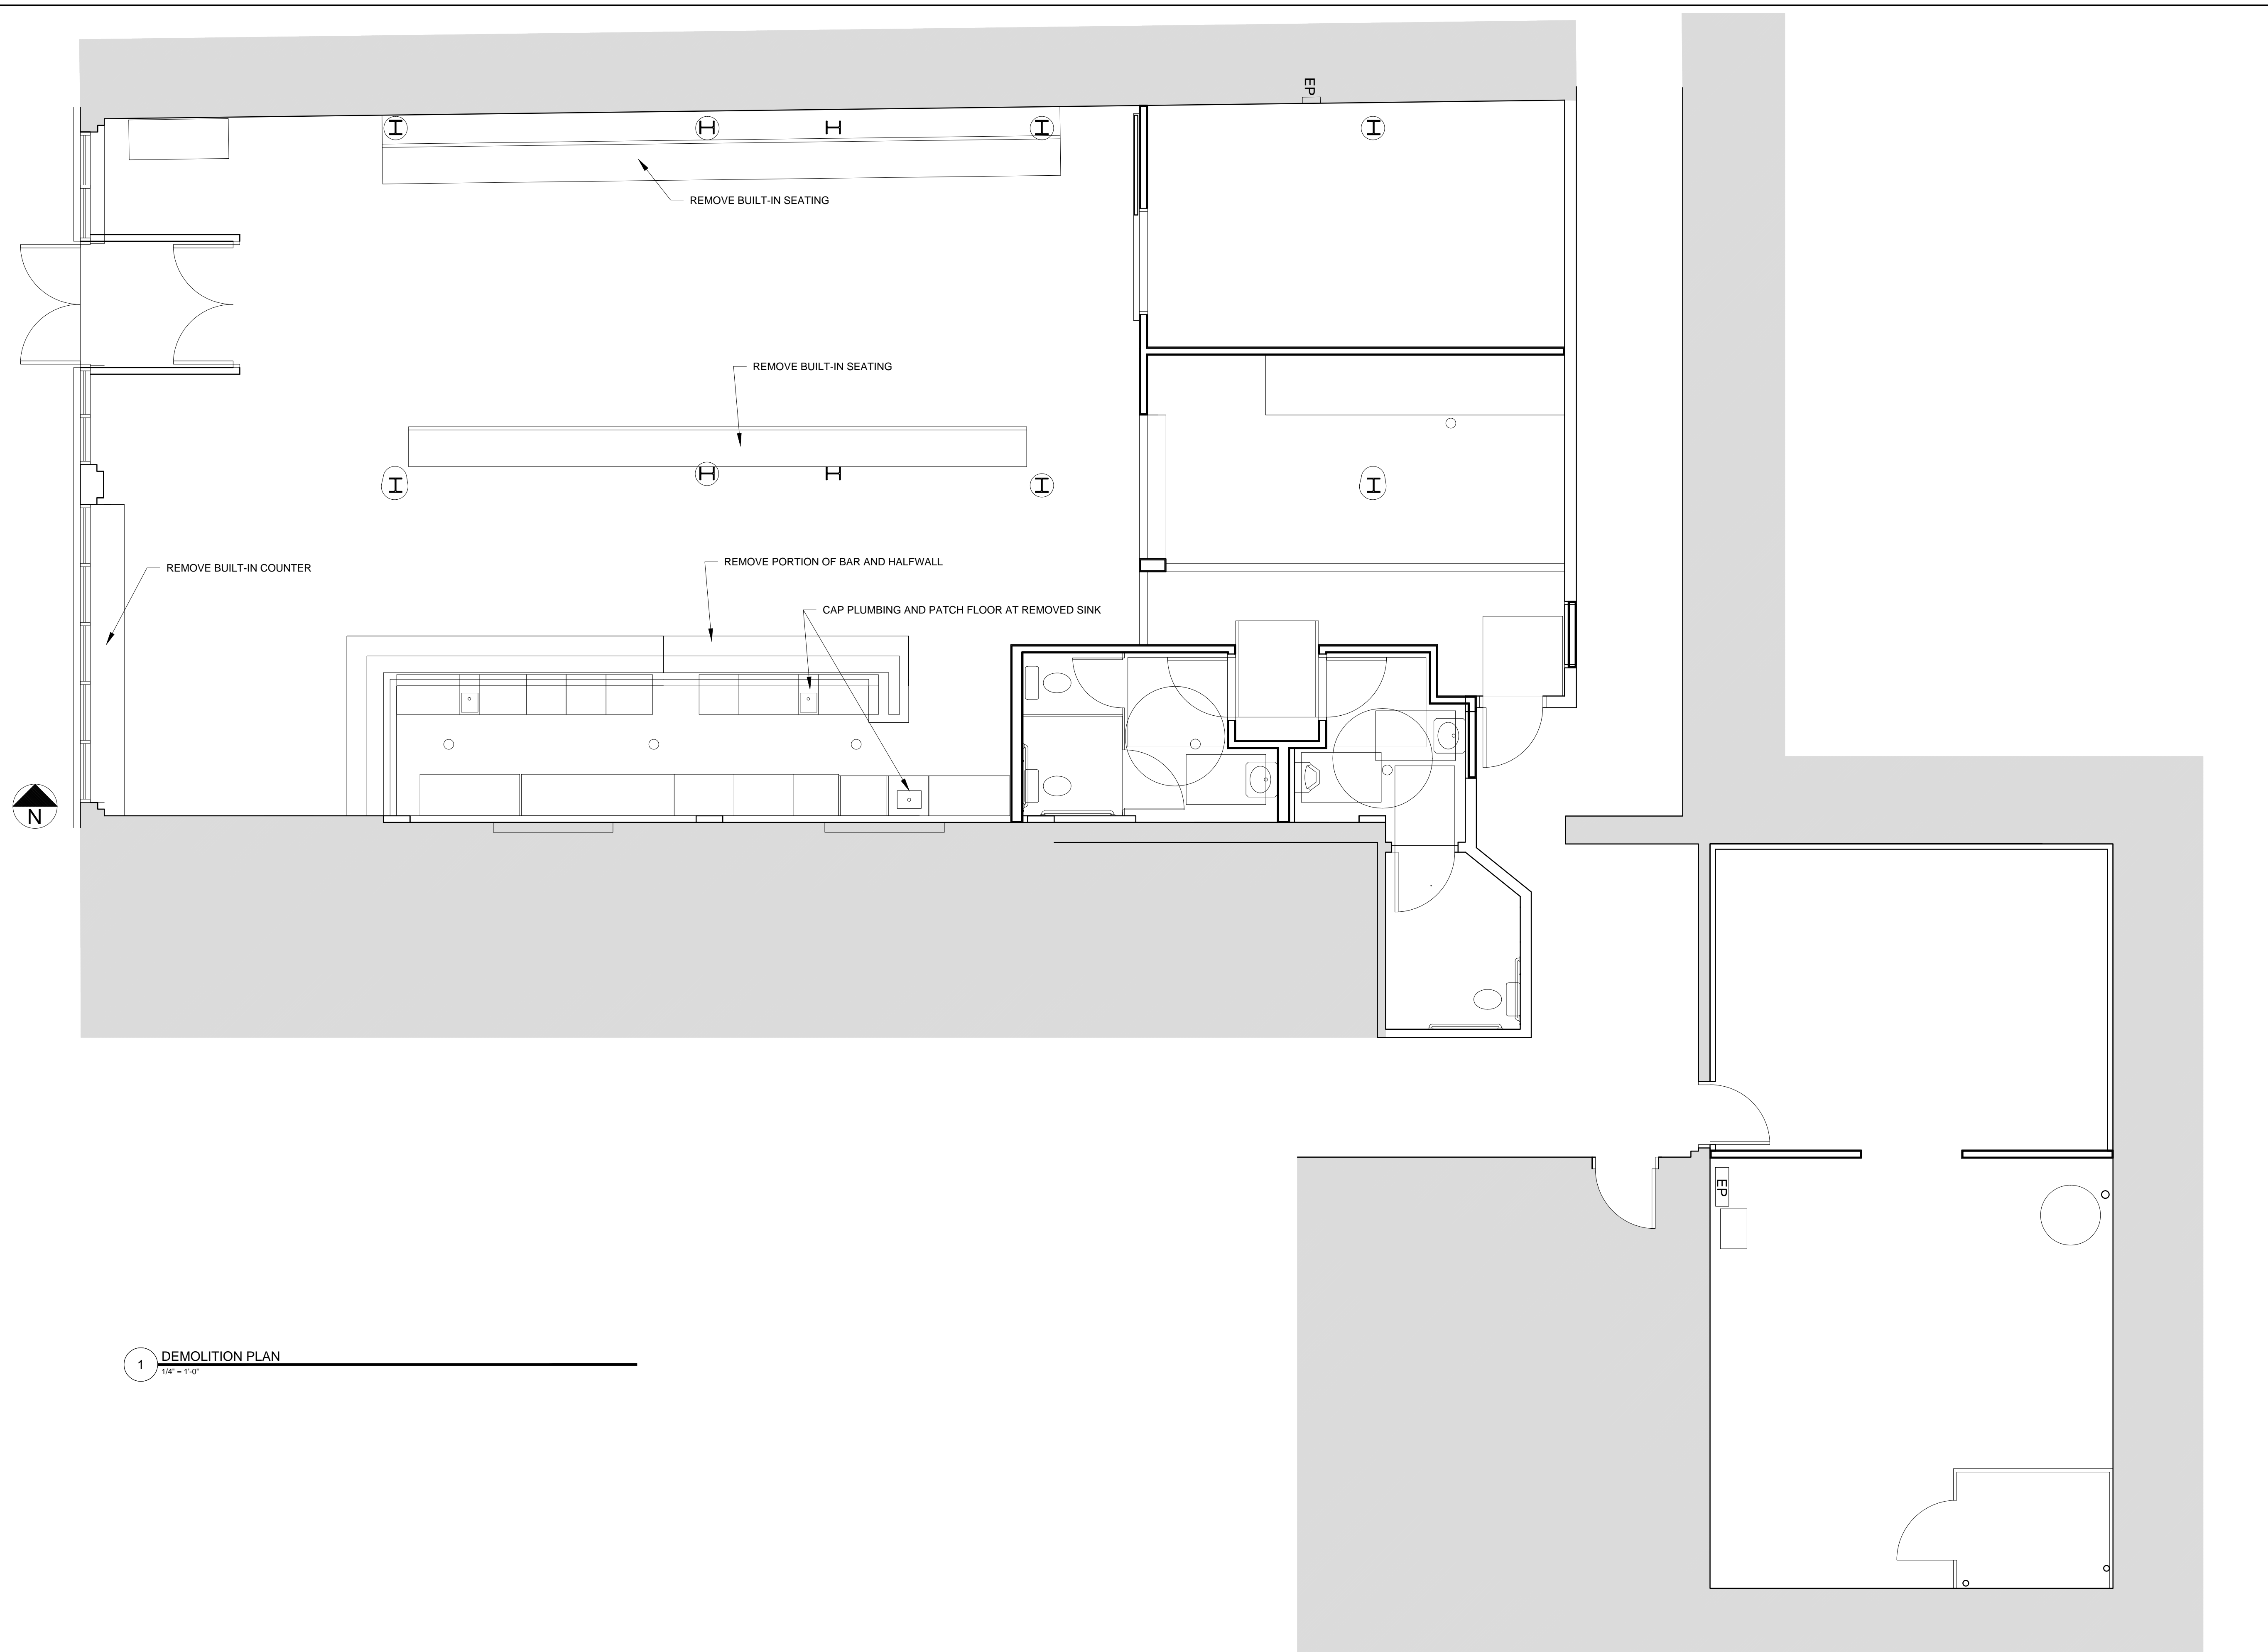 EP
REMOVE BUILT-IN SEATING
REMOVE BUILT-IN SEATING
REMOVE BUILT-IN COUNTER
REMOVE PORTION OF BAR AND HALFWALL
CAP PLUMBING AND PATCH FLOOR AT REMOVED SINK
N
EP
1
DEMOLITION PLAN
1/4" = 1'-0"